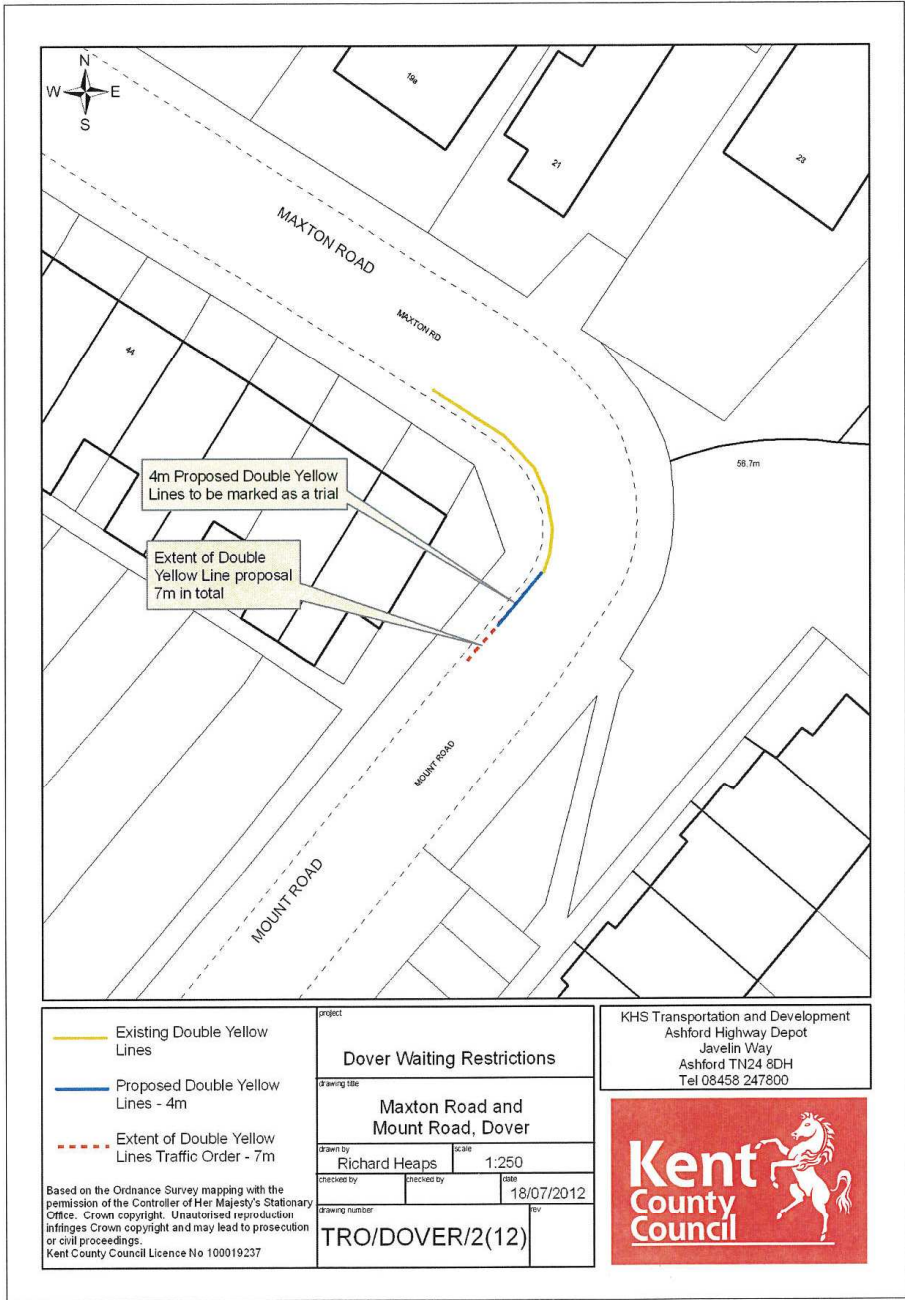 N
W E
S
19a
21
23
MAXTON ROAD
MAXTON RD
44
4m Proposed Double Yellow
Lines to be marked as a trial
58.7m
Extent of Double
Yellow Line proposal
7m in total
MOUNT ROAD
MOUNT ROAD
Existing Double Yellow
Lines
Proposed Double Yellow
Lines - 4m
Extent of Double Yellow
Lines Traffic Order - 7m
Based on the Ordnance Survey mapping with the
permission of the Controller of Her Majesty's Stationary
Office. Crown copyright. Unautorised reproduction
infringes Crown copyright and may lead to prosecution
or civil proceedings.
Kent County Council Licence No 100019237
project
Dover Waiting Restrictions
drawing title
Maxton Road and
Mount Road, Dover
drawn by
Richard Heaps
scale
1:250
checked by
checked by
date
18/07/2012
drawing number
TRO/DOVER/2(12)
rev
KHS Transportation and Development
Ashford Highway Depot
Javelin Way
Ashford TN24 8DH
Tel 08458 247800
Kent
County
Council